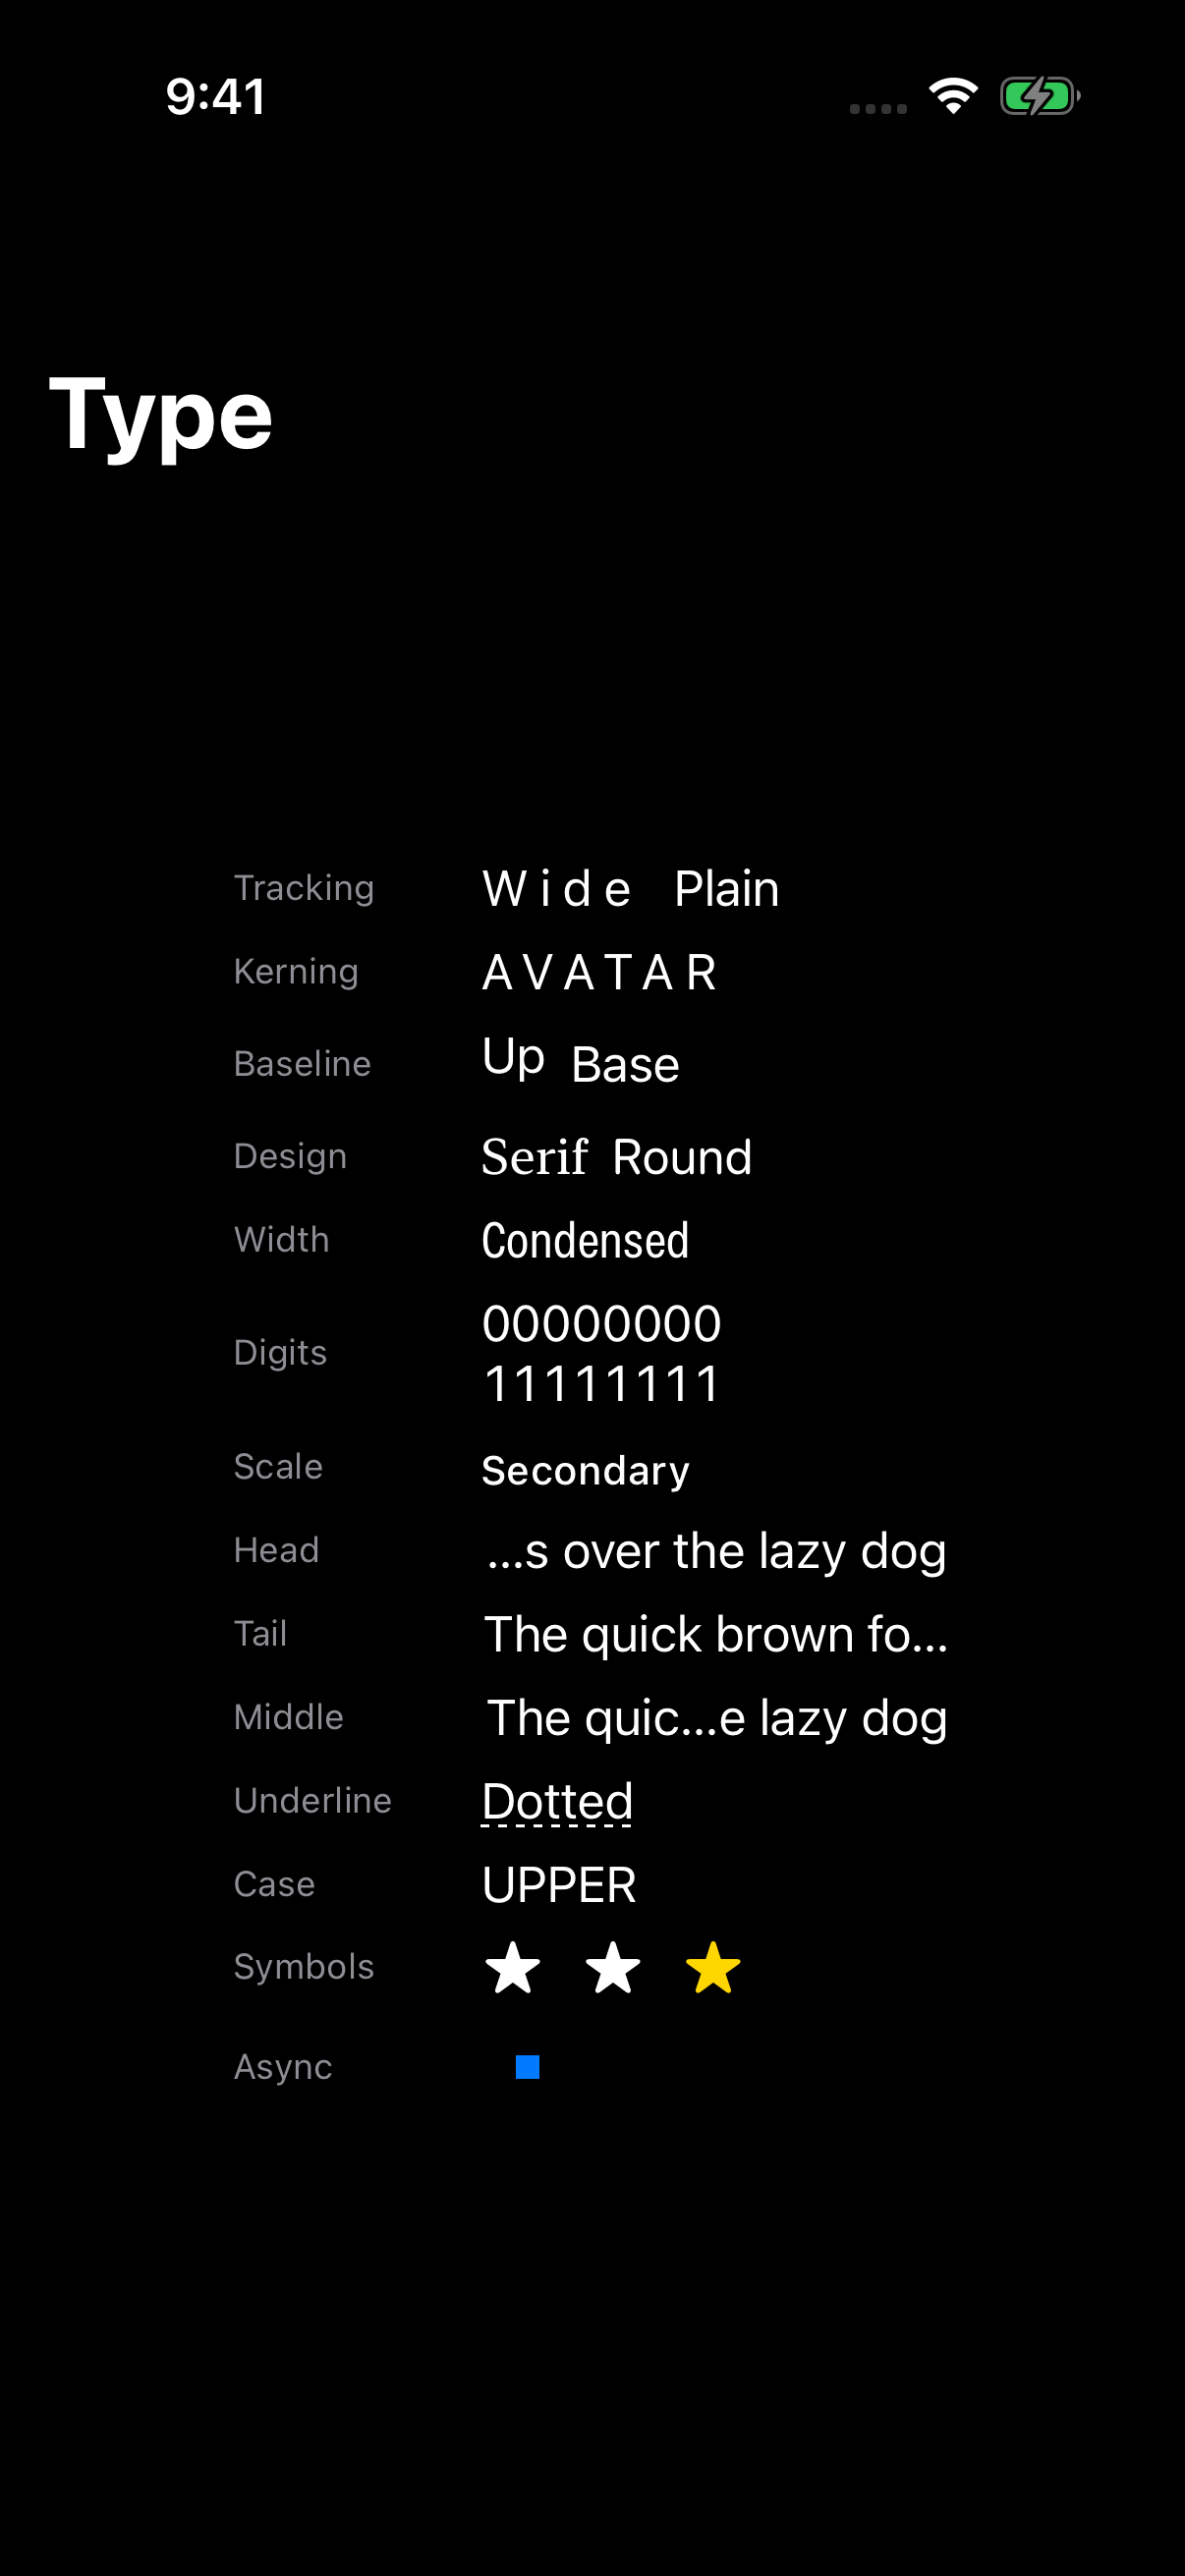 9:41
Type
Tracking W i d e Plain
Kerning AVATAR
Baseline Up Base
Design Serif Round
Width Condensed
Digits 00000000
11111111
Scale Secondary
Head …s over the lazy dog
Tail The quick brown fo…
Middle The quic…e lazy dog
Underline Dotted
Case UPPER
Symbols
Async